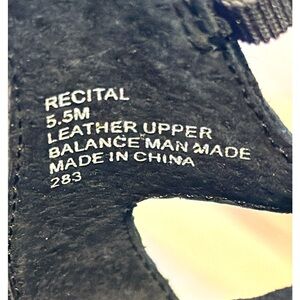 RECITAL
5.5M
LEATHER UPPER
BALANCE MAN MADE
MADE IN CHINA
283